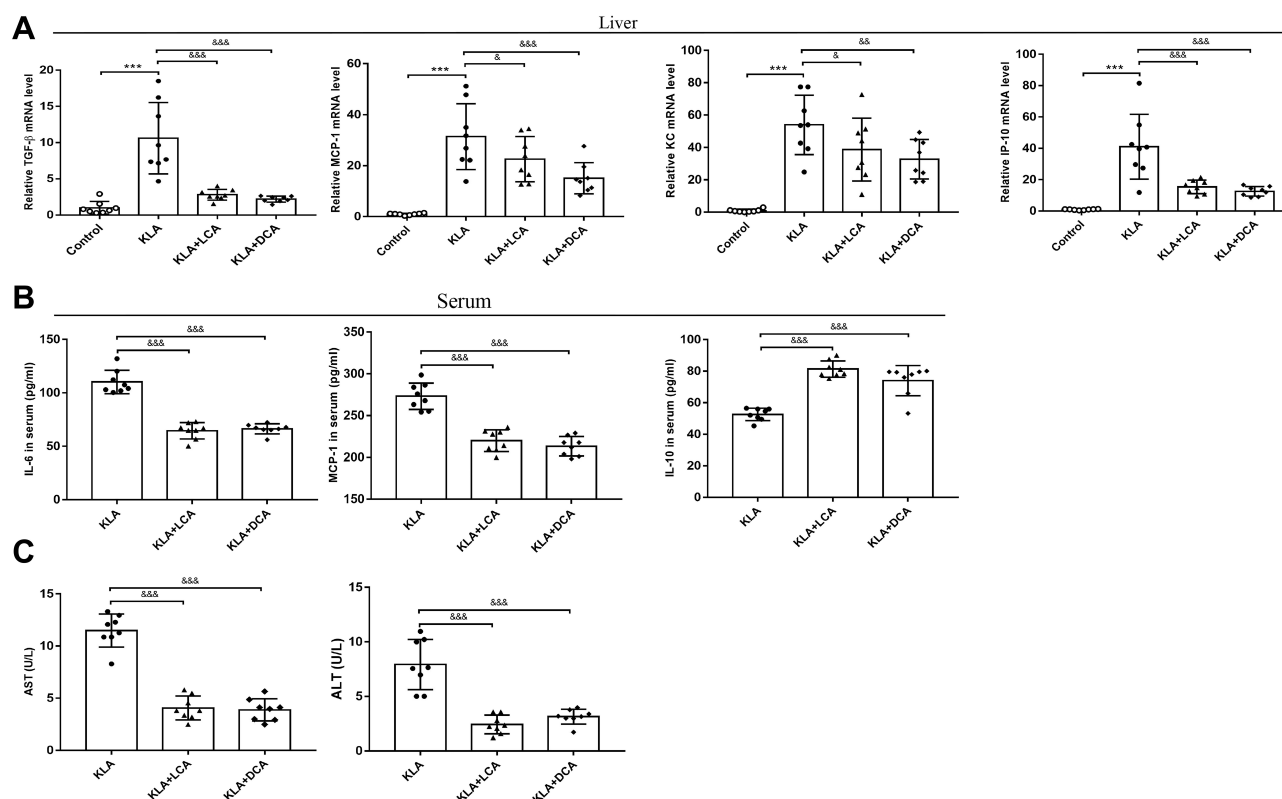 A
Liver
Relative TGF-β mRNA level
20
15
10
5
0
***
&&&
&&&
Control
KLA
KLA+LCA
KLA+DCA
Relative MCP-1 mRNA level
60
40
20
0
***
&
&&&
Control
KLA
KLA+LCA
KLA+DCA
Relative KC mRNA level
100
80
60
40
20
0
***
&
&&
Control
KLA
KLA+LCA
KLA+DCA
Relative IP-10 mRNA level
100
80
60
40
20
0
***
&&&
&&&
Control
KLA
KLA+LCA
KLA+DCA
B
Serum
IL-6 in serum (pg/ml)
150
100
50
0
&&&
&&&
KLA
KLA+LCA
KLA+DCA
MCP-1 in serum (pg/ml)
350
300
250
200
150
&&&
&&&
KLA
KLA+LCA
KLA+DCA
IL-10 in serum (pg/ml)
100
80
60
40
20
0
&&&
&&&
KLA
KLA+LCA
KLA+DCA
C
AST (U/L)
15
10
5
0
&&&
&&&
KLA
KLA+LCA
KLA+DCA
ALT (U/L)
15
10
5
0
&&&
&&&
KLA
KLA+LCA
KLA+DCA